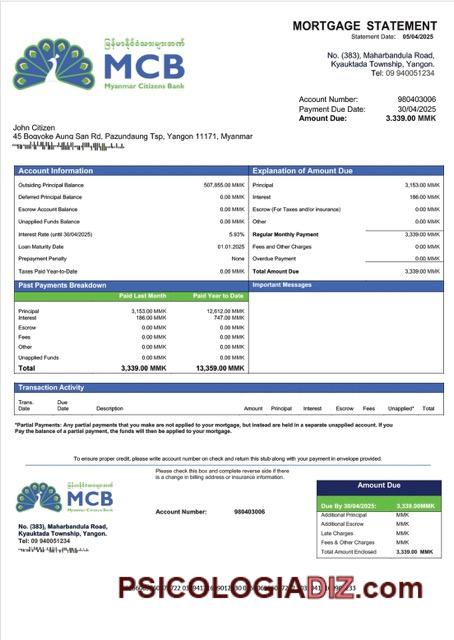 MORTGAGE STATEMENT
Statement Date: 05/04/2025
မြန်မာနိုင်ငံသားများဘဏ်
MCB
Myanmar Citizens Bank
No. (383), Maharbandula Road,
Kyauktada Township, Yangon.
Tel: 09 940051234
Account Number: 980403006
Payment Due Date: 30/04/2025
Amount Due: 3.339.00 MMK
John Citizen
45 Bogyoke Aung San Rd, Pazundaung Tsp, Yangon 11171, Myanmar
Account Information
Outsiding Principal Balance 507,855.00 MMK
Deferred Principal Balance 0.00 MMK
Escrow Account Balance 0.00 MMK
Unapplied Funds Balance 0.00 MMK
Interest Rate (until 30/04/2025) 5.93%
Loan Maturity Date 01.01.2025
Prepayment Penalty None
Taxes Paid Year-to-Date 0.00 MMK
Explanation of Amount Due
Principal 3,153.00 MMK
Interest 186.00 MMK
Escrow (For Taxes and/or insurance) 0.00 MMK
Other 0.00 MMK
Regular Monthly Payment 3,339.00 MMK
Fees and Other Charges 0.00 MMK
Overdue Payment 0.00 MMK
Total Amount Due 3,339.00 MMK
Past Payments Breakdown
Paid Last Month Paid Year to Date
Principal 3,153.00 MMK 12,612.00 MMK
Interest 186.00 MMK 747.00 MMK
Escrow 0.00 MMK 0.00 MMK
Fees 0.00 MMK 0.00 MMK
Other 0.00 MMK 0.00 MMK
Unapplied Funds 0.00 MMK 0.00 MMK
Total 3,339.00 MMK 13,359.00 MMK
Important Messages
Transaction Activity
Trans. Date Due Date Description Amount Principal Interest Escrow Fees Unapplied* Total
*Partial Payments: Any partial payments that you make are not applied to your mortgage, but instead are held in a separate unapplied account. if you
Pay the balance of a partial payment, the funds will then be applied to your mortgage.
To ensure proper credit, please write account number on check and return this stub along with your payment in envelope provided.
Please check this box and complete reverse side if there
is a change in billing address or insurance information.
မြန်မာနိုင်ငံသားများဘဏ်
MCB
Myanmar Citizens Bank
No. (383), Maharbandula Road,
Kyauktada Township, Yangon.
Tel: 09 940051234
Account Number: 980403006
Amount Due
Due By 30/04/2025: 3,339.00MMK
Additional Principal MMK
Additional Escrow MMK
Late Charges MMK
Fees & Other Charges MMK
Total Amount Enclosed 3,339.00 MMK
PSICOLOGIADIZ.com